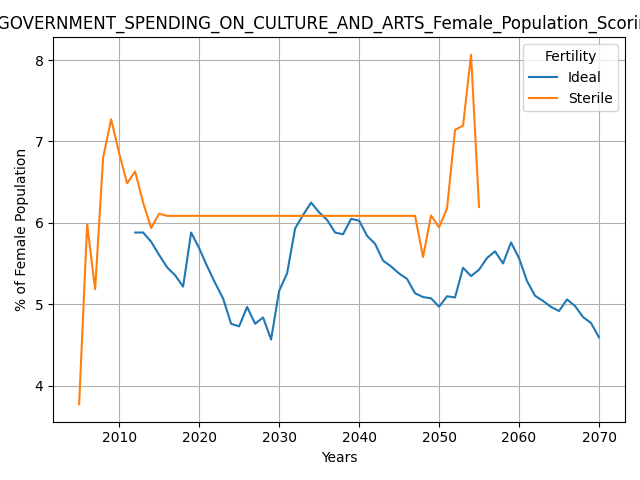 GOVERNMENT_SPENDING_ON_CULTURE_AND_ARTS_Female_Population_Scori
Fertility
Ideal
Sterile
8
7
6
5
4
% of Female Population
2010 2020 2030 2040 2050 2060 2070
Years